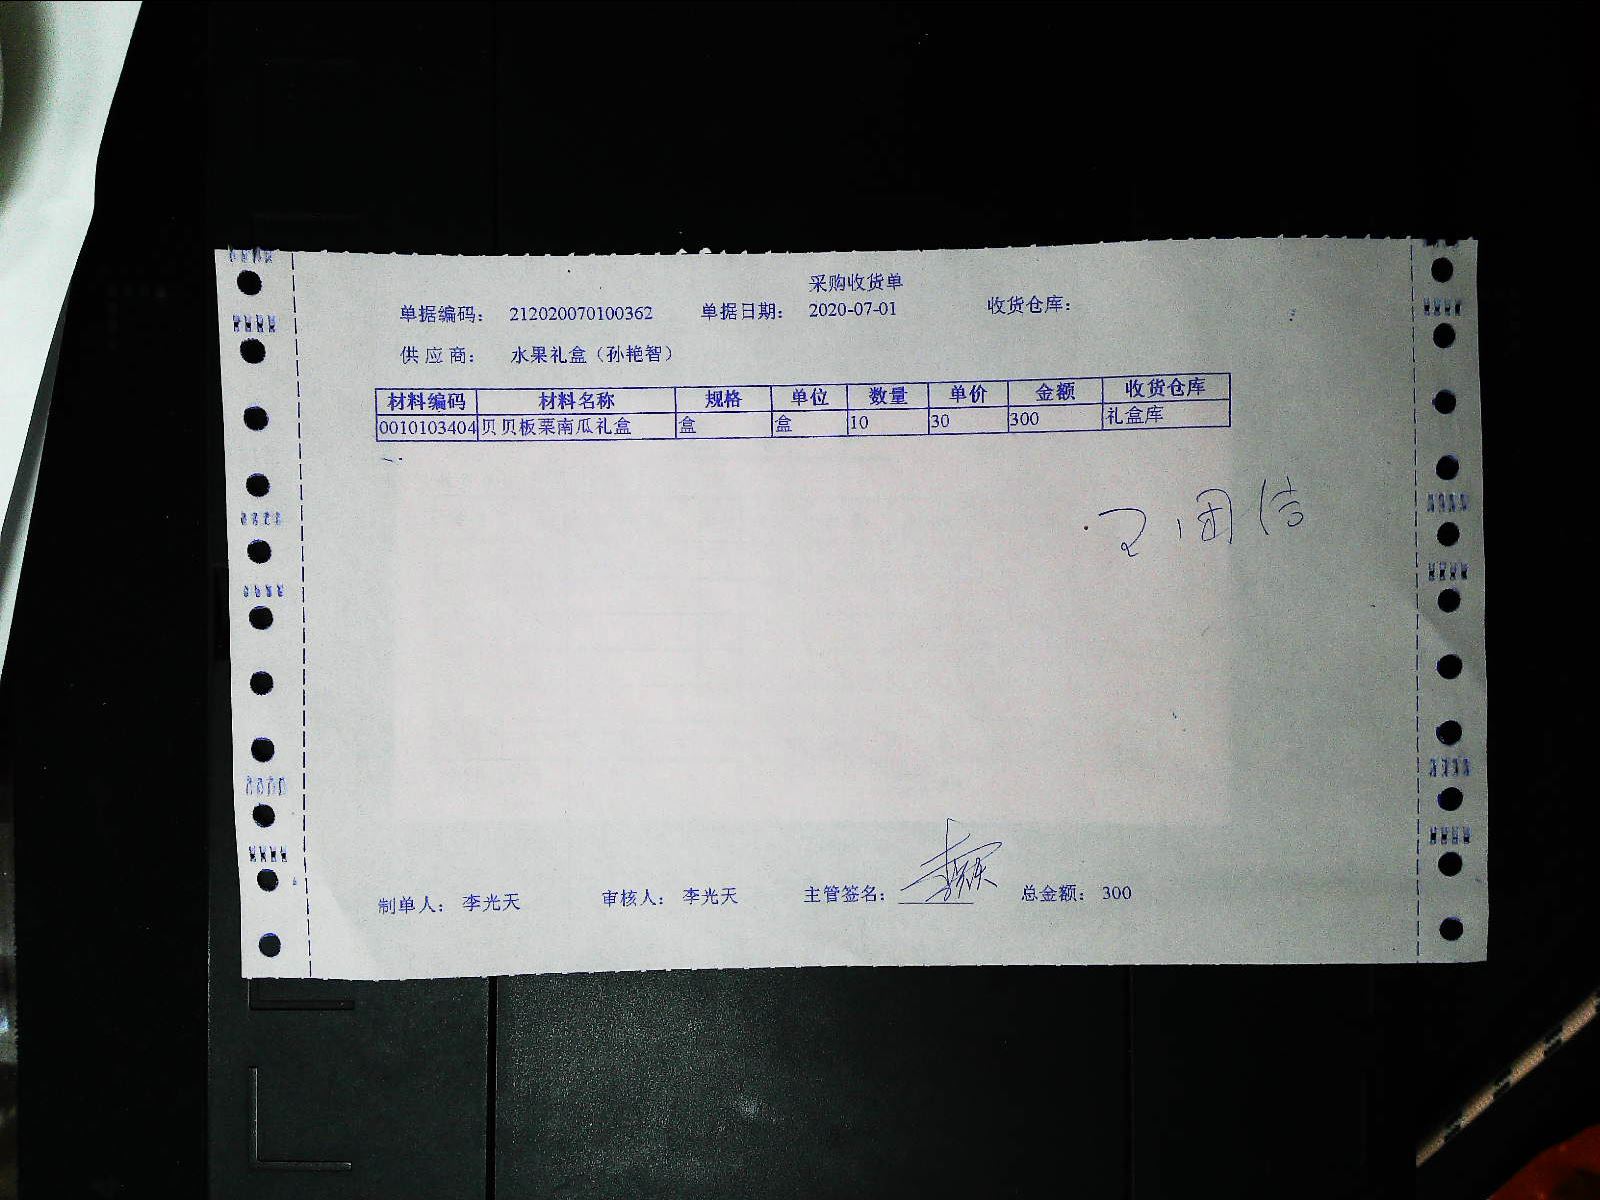 采购收货单
单据编码： 212020070100362 单据日期： 2020-07-01 收货仓库：
供应商： 水果礼盒（孙艳智）
材料编码 材料名称 规格 单位 数量 单价 金额 收货仓库
0010103404 贝贝板栗南瓜礼盒 盒 盒 10 30 300 礼盒库
制单人： 李光天 审核人： 李光天 主管签名： 总金额： 300